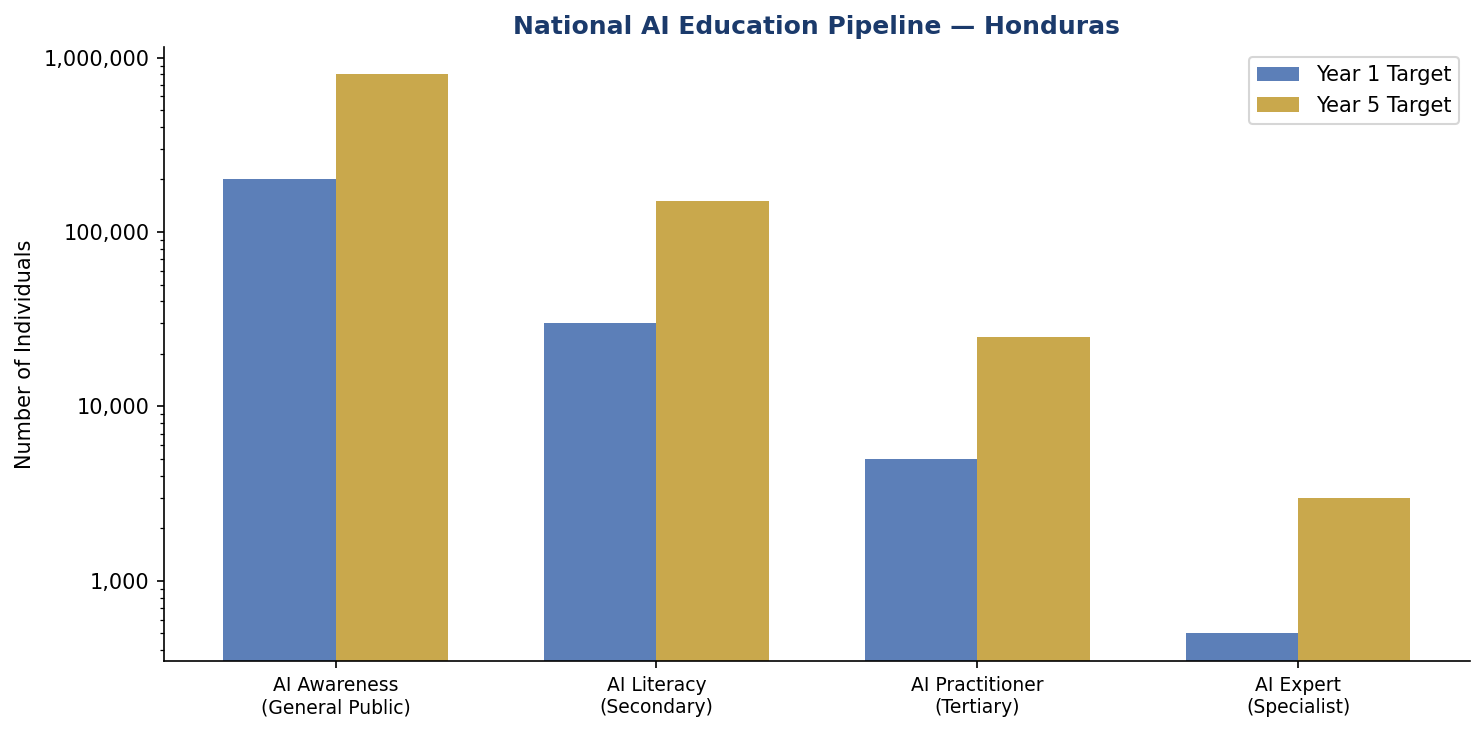 National AI Education Pipeline — Honduras
Year 1 Target
Year 5 Target
Number of Individuals
1,000,000
100,000
10,000
1,000
AI Awareness
(General Public)
AI Literacy
(Secondary)
AI Practitioner
(Tertiary)
AI Expert
(Specialist)